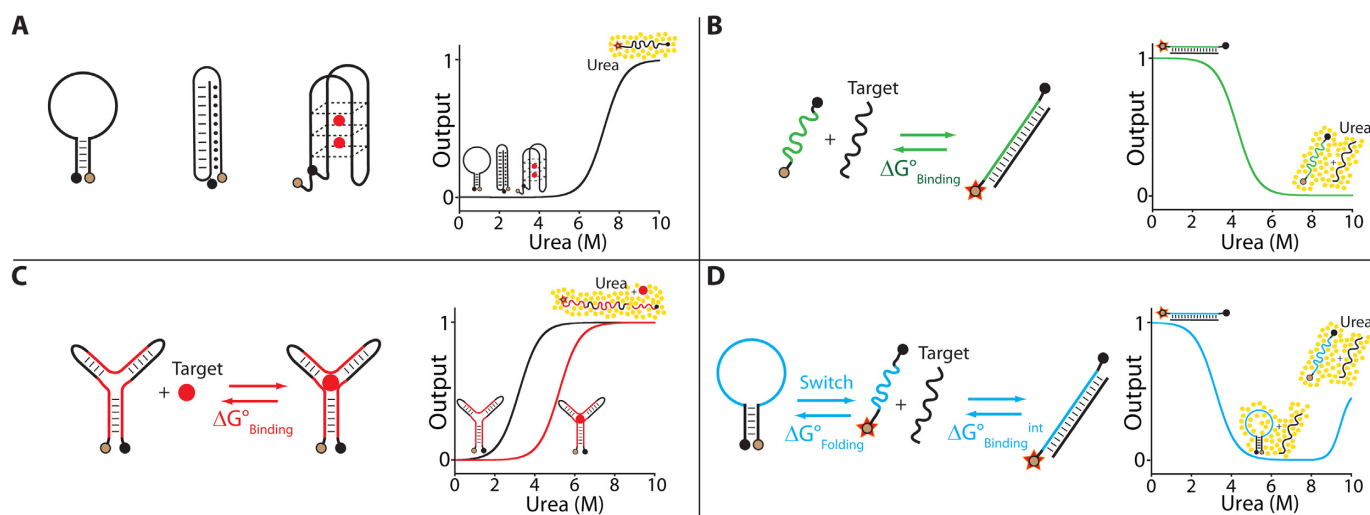 A
Output
1
0
Urea
0 2 4 6 8 10
Urea (M)
B
Target
+
ΔG°Binding
Output
1
0
Urea
+
0 2 4 6 8 10
Urea (M)
C
Target
+
ΔG°Binding
Output
1
0
Urea +
0 2 4 6 8 10
Urea (M)
D
Switch
ΔG°Folding
Target
+
ΔG°Binding int
Output
1
0
Urea
+
+
0 2 4 6 8 10
Urea (M)